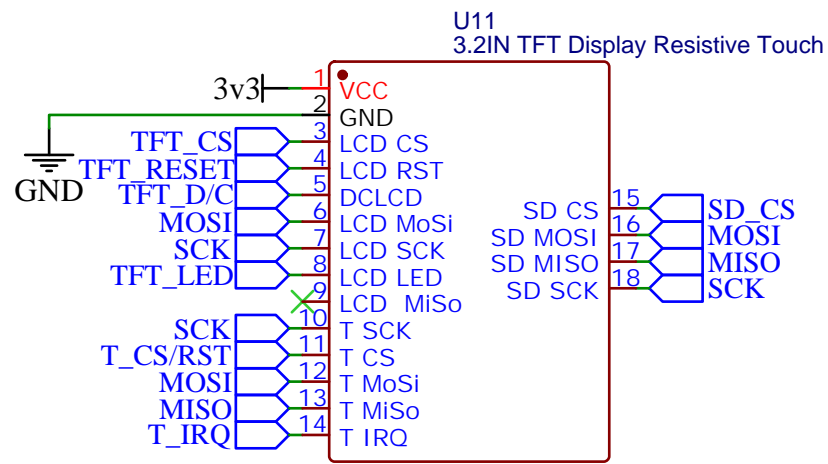 U11
3.2IN TFT Display Resistive Touch
3v3 1 VCC
GND 2 GND
TFT_CS 3 LCD CS
TFT_RESET 4 LCD RST
TFT_D/C 5 DCLCD
MOSI 6 LCD MoSi
SCK 7 LCD SCK
TFT_LED 8 LCD LED
9 LCD MiSo
SCK 10 T SCK
T_CS/RST 11 T CS
MOSI 12 T MoSi
MISO 13 T MiSo
T_IRQ 14 T IRQ
SD CS 15 SD_CS
SD MOSI 16 MOSI
SD MISO 17 MISO
SD SCK 18 SCK